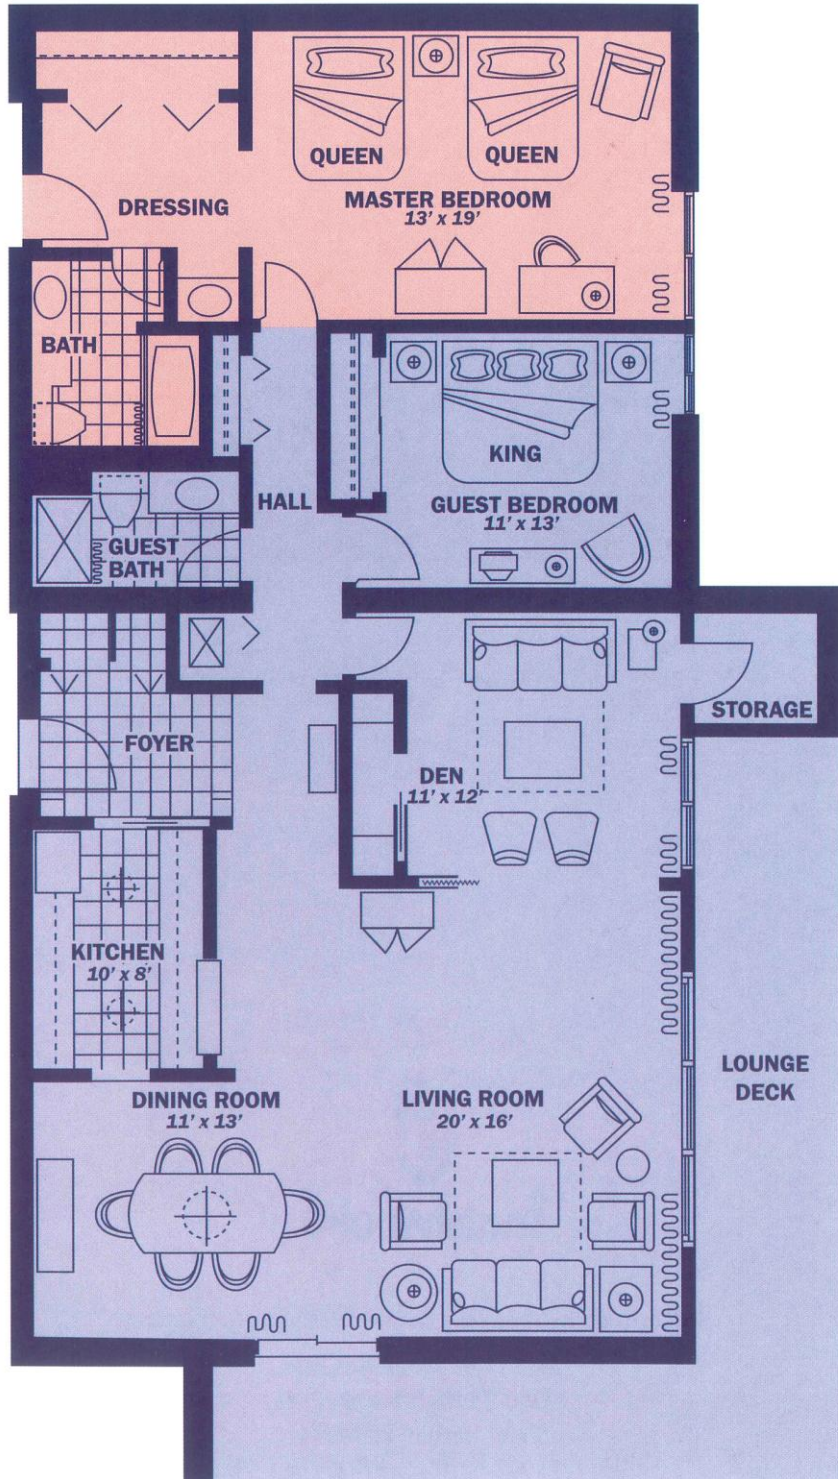 QUEEN
QUEEN
DRESSING
MASTER BEDROOM
13' x 19'
BATH
KING
HALL
GUEST BEDROOM
11' x 13'
GUEST
BATH
STORAGE
FOYER
DEN
11' x 12'
KITCHEN
10' x 8'
LOUNGE
DECK
DINING ROOM
11' x 13'
LIVING ROOM
20' x 16'